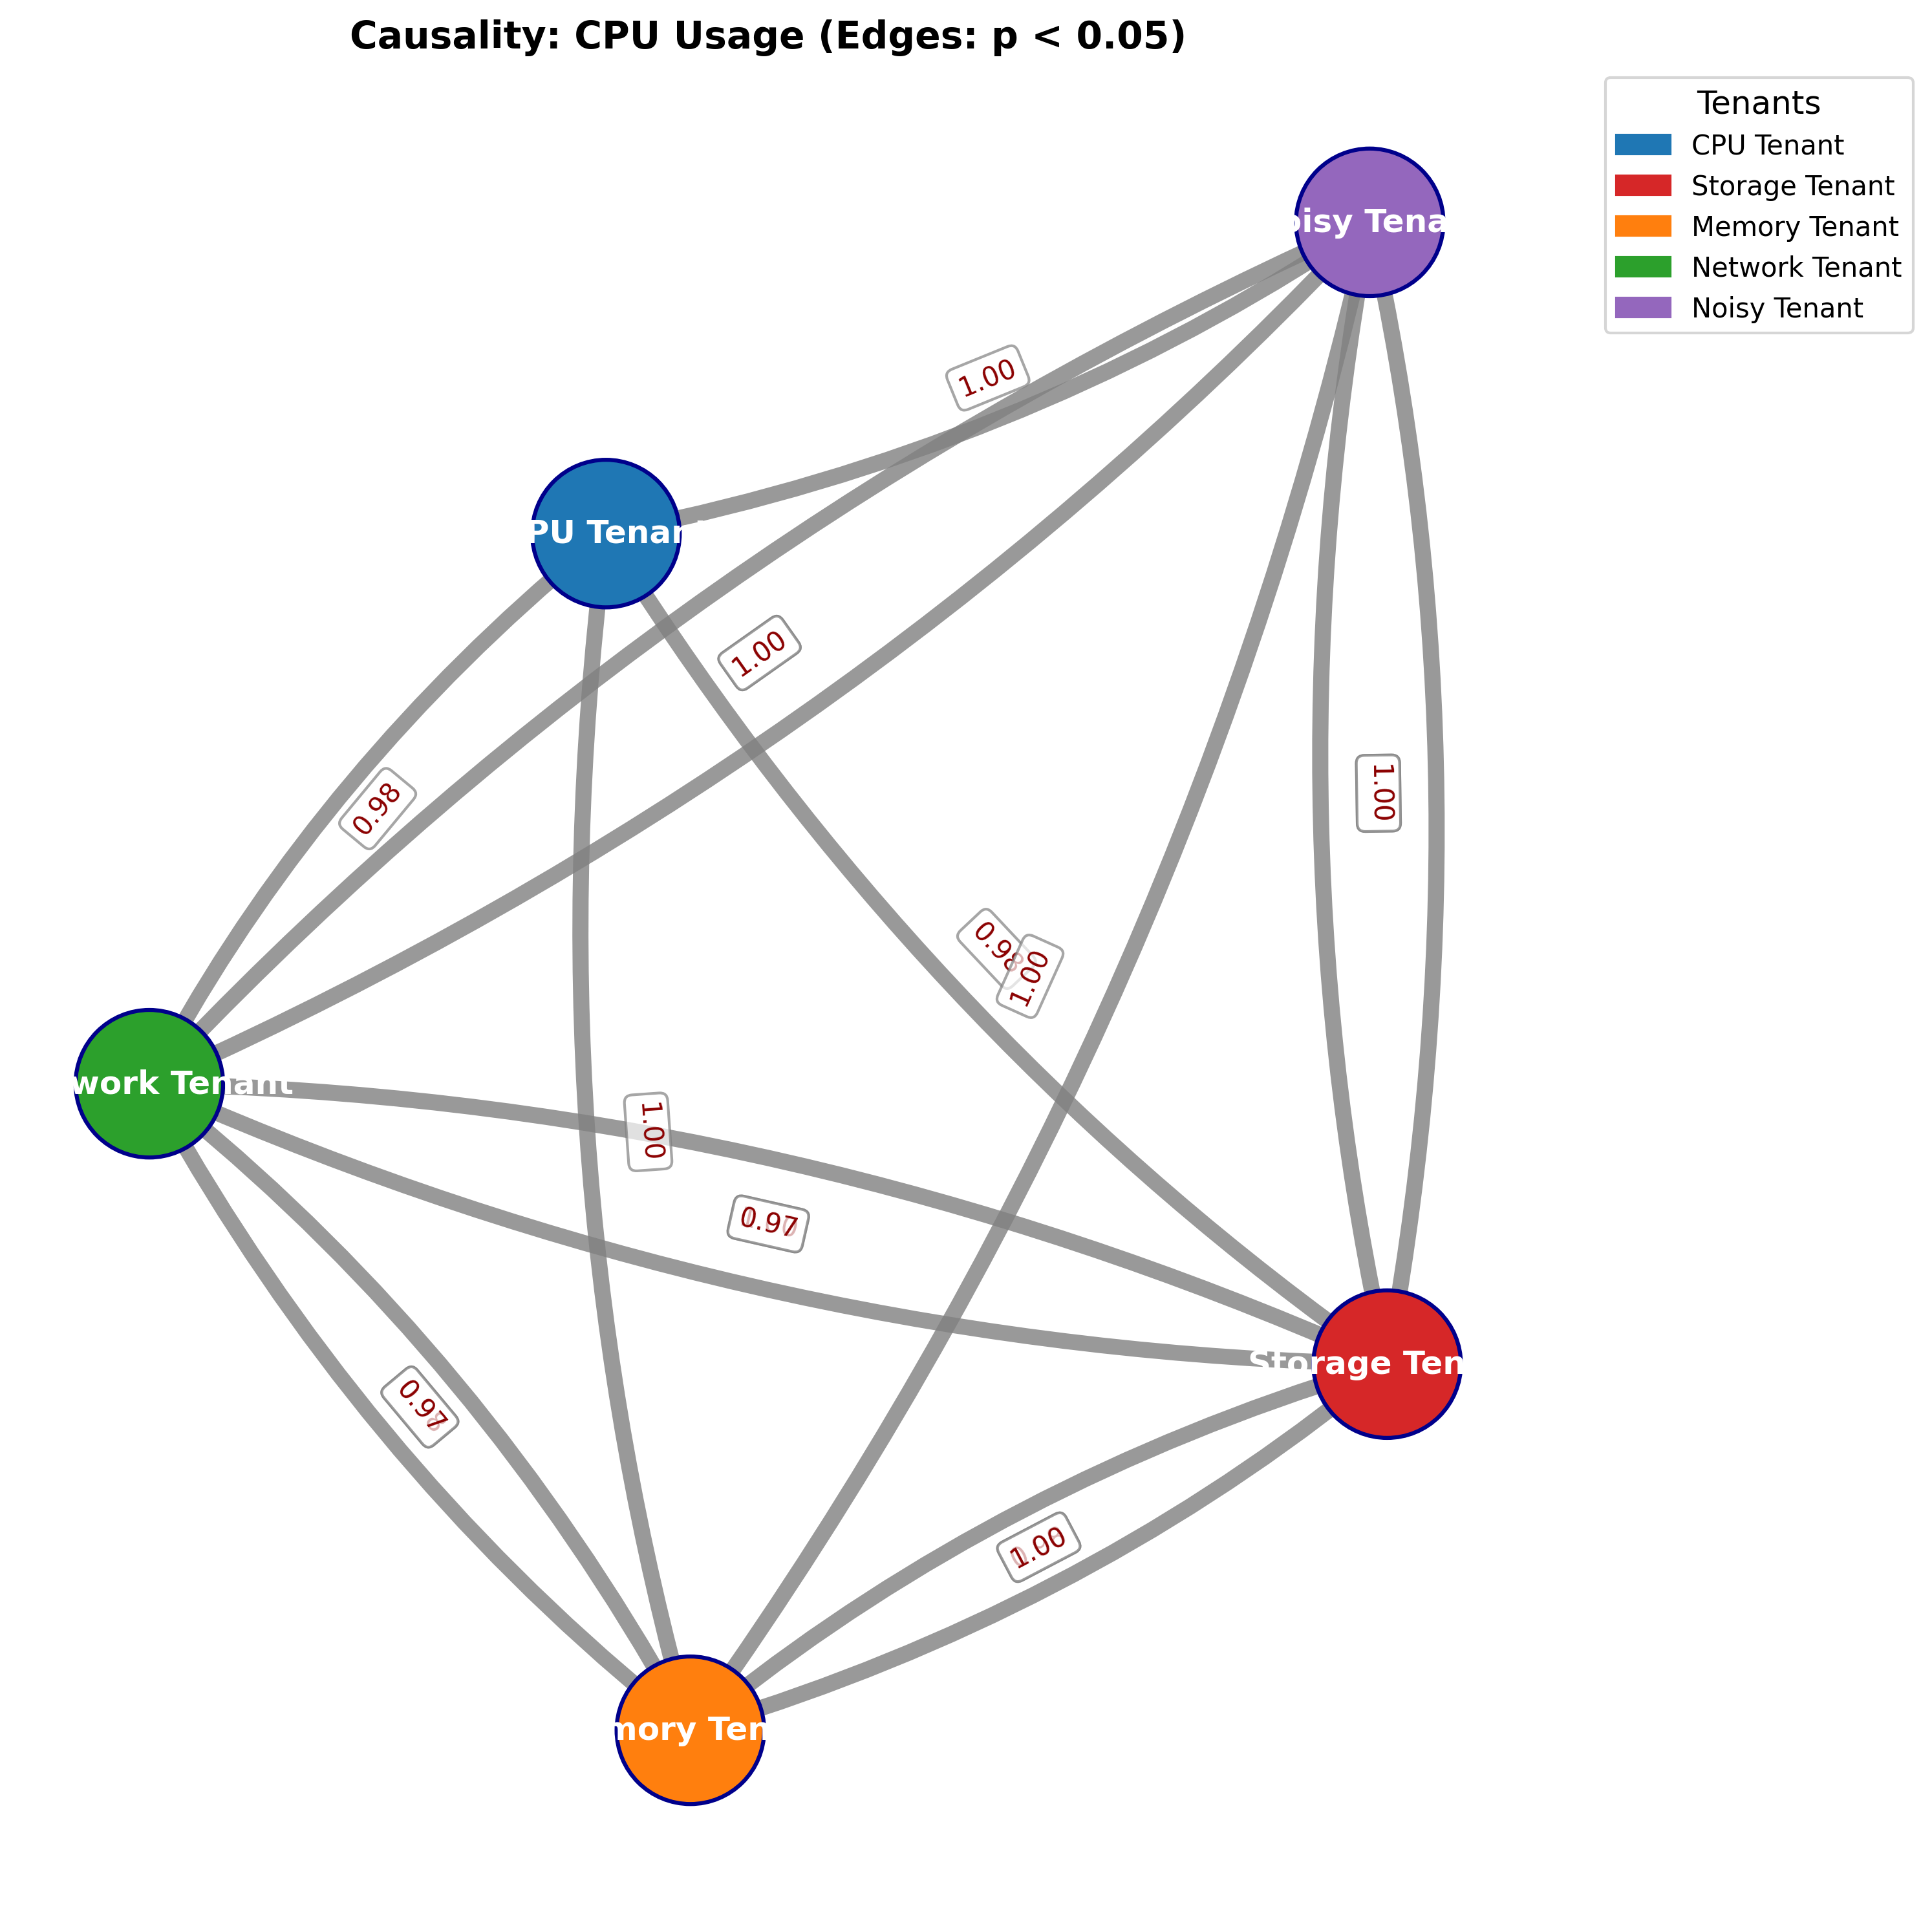 Causality: CPU Usage (Edges: p < 0.05)
Tenants
CPU Tenant
Storage Tenant
Memory Tenant
Network Tenant
Noisy Tenant
oisy Tena
1.00
PU Tenan
1.00
0.98
1.00
0.98
1.00
work Tenant
1.00
0.97
Storage Ten
0.97
1.00
mory Ten